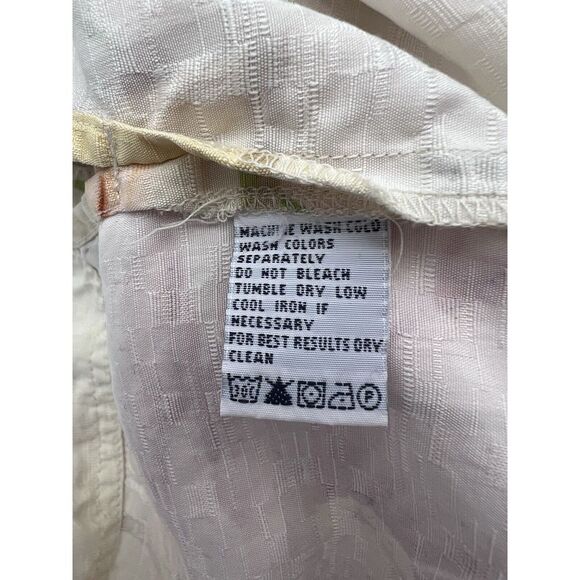 MACHINE WASH COLD
WASH COLORS
SEPARATELY
DO NOT BLEACH
TUMBLE DRY LOW
COOL IRON IF
NECESSARY
FOR BEST RESULTS DRY
CLEAN
30° P